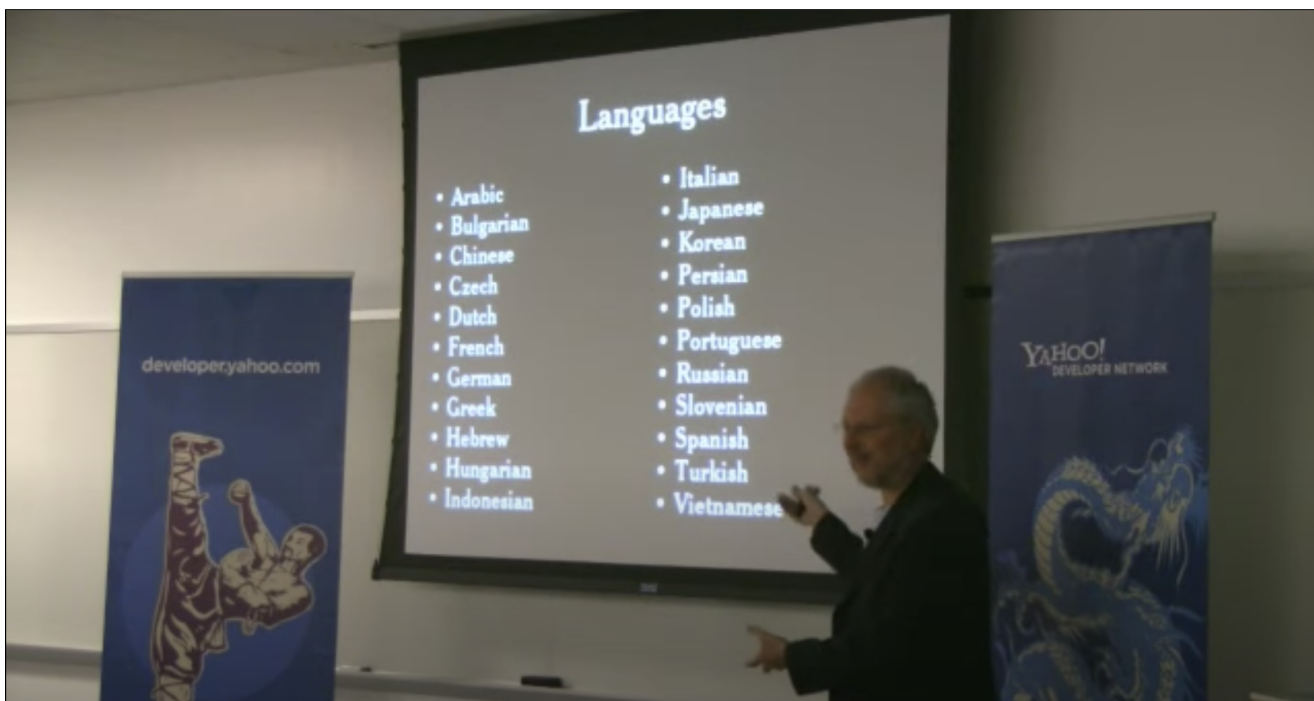 Languages
• Arabic
• Bulgarian
• Chinese
• Czech
• Dutch
• French
• German
• Greek
• Hebrew
• Hungarian
• Indonesian
• Italian
• Japanese
• Korean
• Persian
• Polish
• Portuguese
• Russian
• Slovenian
• Spanish
• Turkish
• Vietnamese
developer.yahoo.com
YAHOO!
DEVELOPER NETWORK